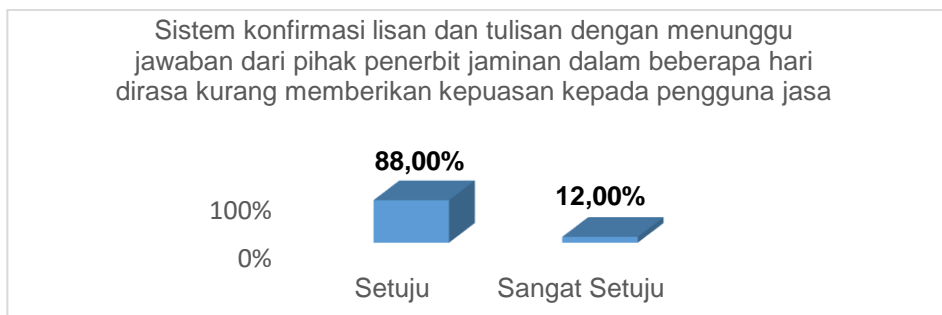 Sistem konfirmasi lisan dan tulisan dengan menunggu
jawaban dari pihak penerbit jaminan dalam beberapa hari
dirasa kurang memberikan kepuasan kepada pengguna jasa
88,00%
12,00%
100%
0%
Setuju
Sangat Setuju